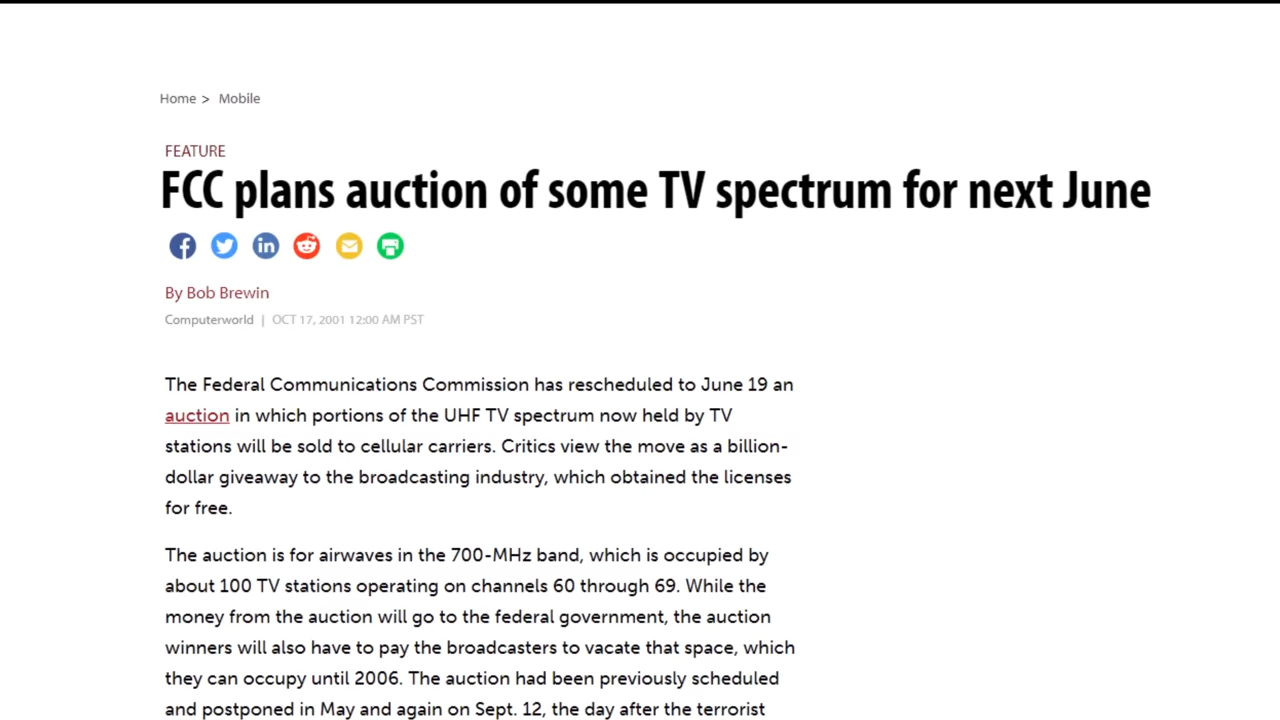 Home > Mobile
FEATURE
FCC plans auction of some TV spectrum for next June
By Bob Brewin
Computerworld | OCT 17, 2001 12:00 AM PST
The Federal Communications Commission has rescheduled to June 19 an
auction in which portions of the UHF TV spectrum now held by TV
stations will be sold to cellular carriers. Critics view the move as a billion-
dollar giveaway to the broadcasting industry, which obtained the licenses
for free.
The auction is for airwaves in the 700-MHz band, which is occupied by
about 100 TV stations operating on channels 60 through 69. While the
money from the auction will go to the federal government, the auction
winners will also have to pay the broadcasters to vacate that space, which
they can occupy until 2006. The auction had been previously scheduled
and postponed in May and again on Sept. 12, the day after the terrorist